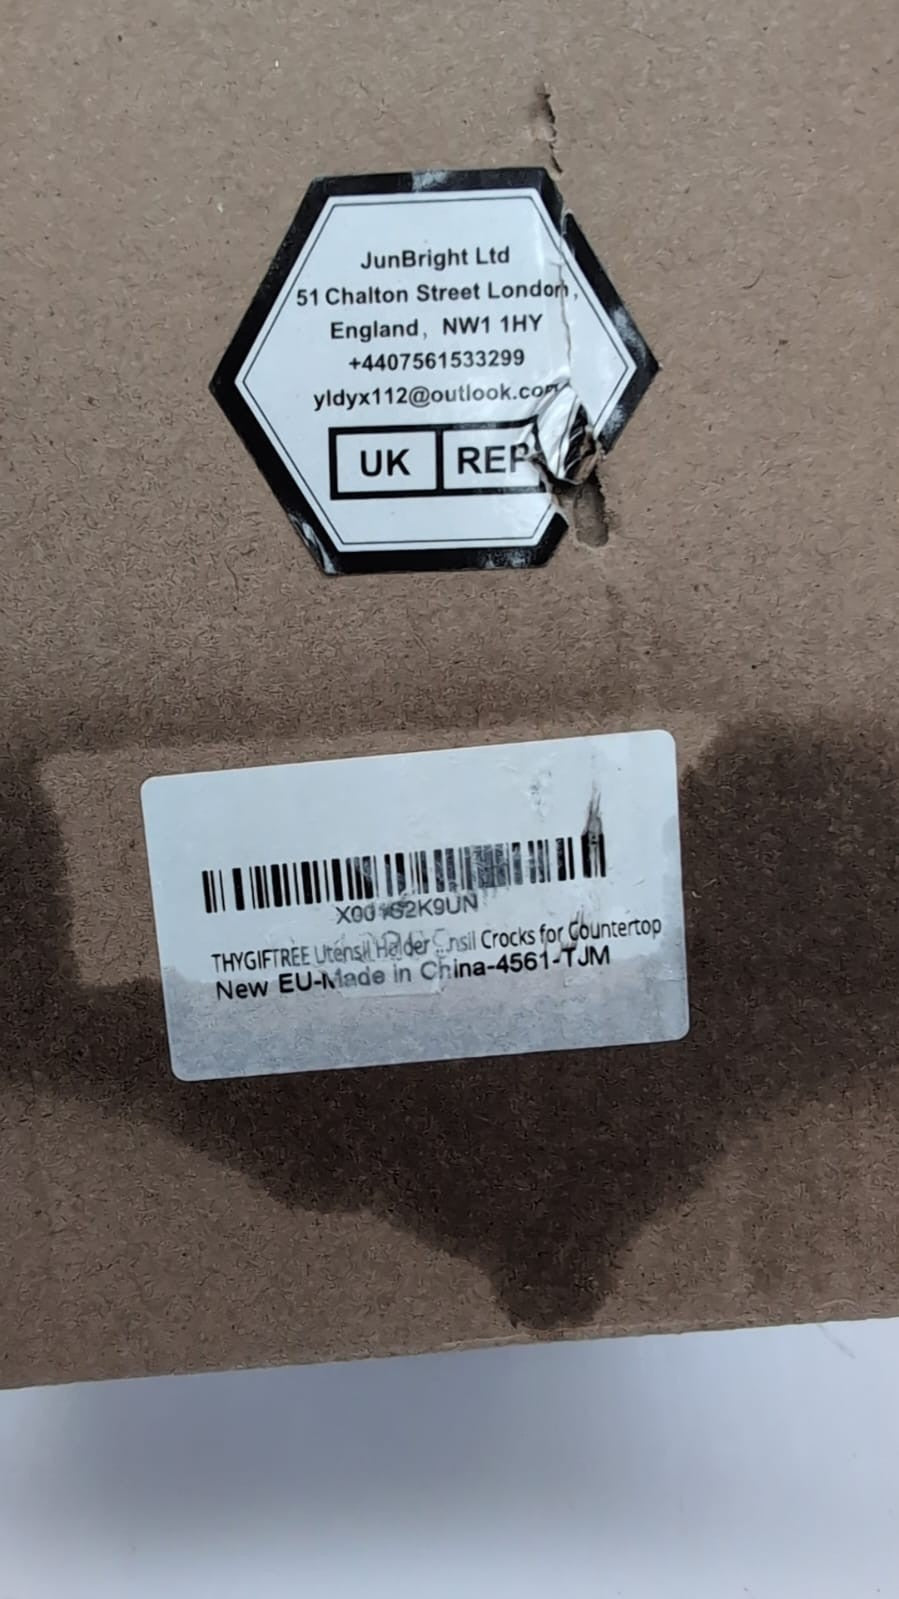 JunBright Ltd
51 Chalton Street London,
England, NW1 1HY
+4407561533299
yldyx112@outlook.com
UK REP
THYGIFTREE Utensil Holder Crocks for Countertop
New EU-Made in China-4561-TJM